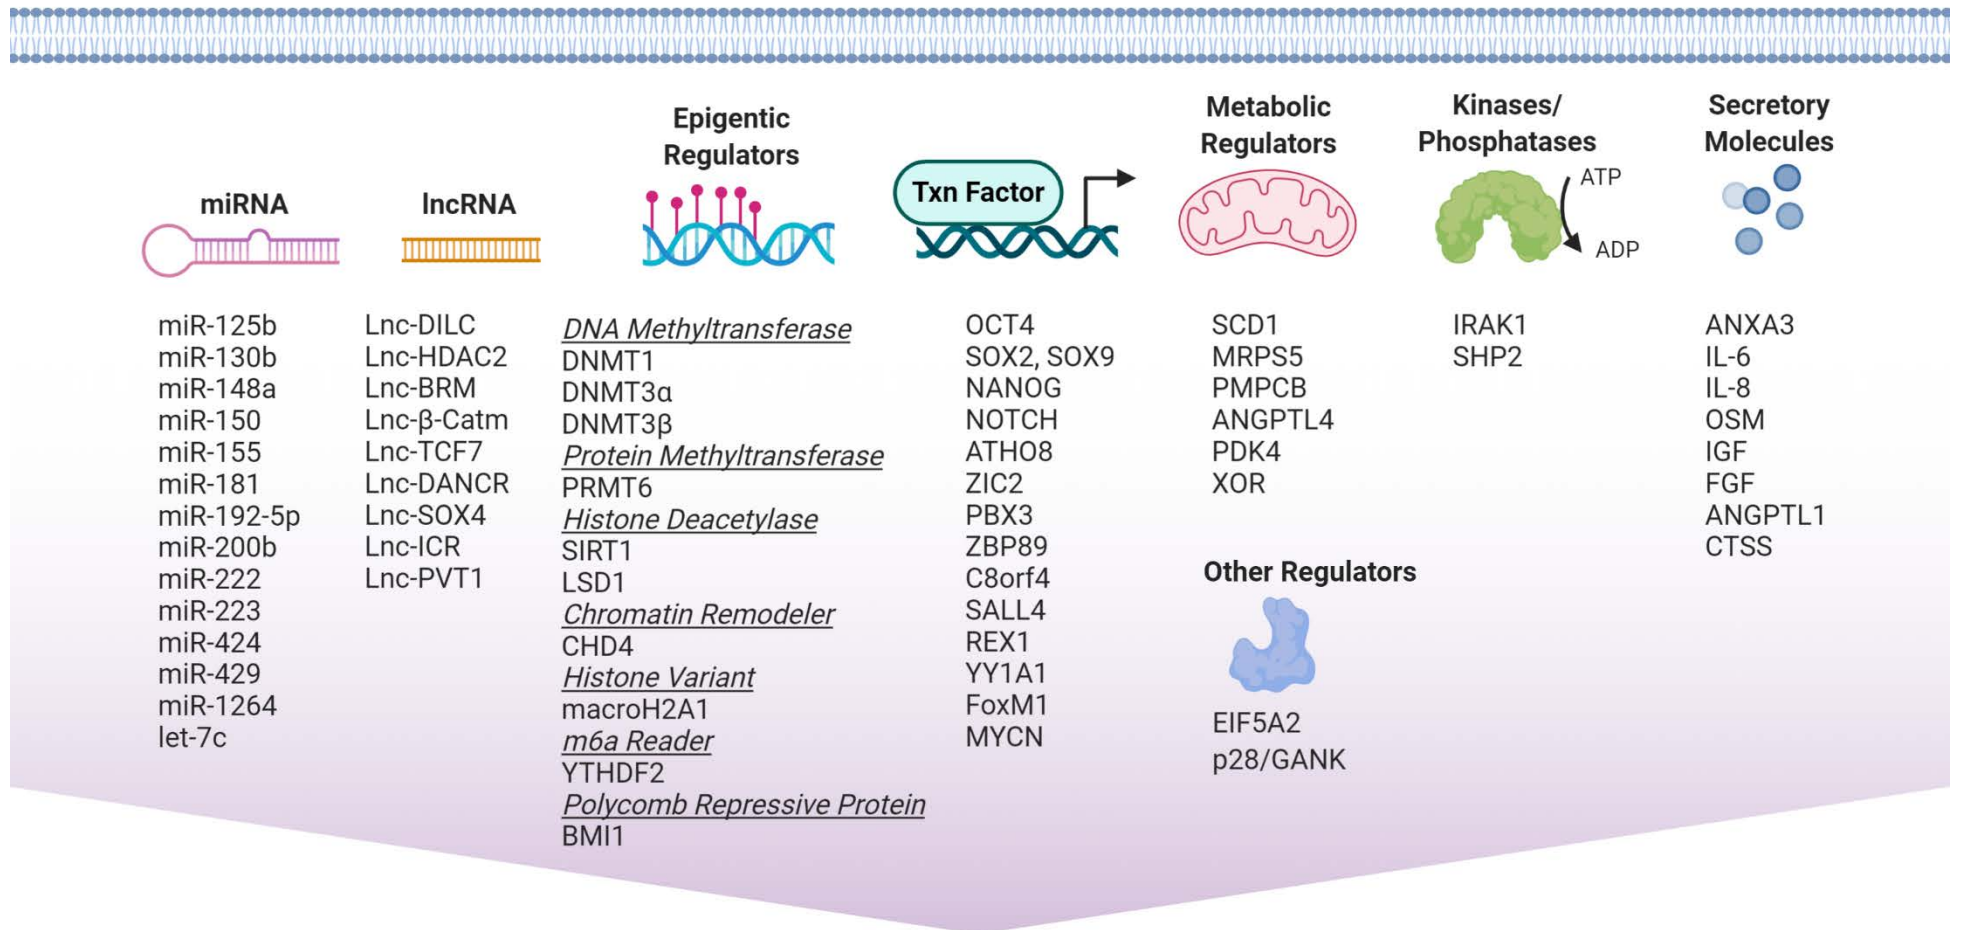 miRNA
miR-125b
miR-130b
miR-148a
miR-150
miR-155
miR-181
miR-192-5p
miR-200b
miR-222
miR-223
miR-424
miR-429
miR-1264
let-7c
lncRNA
Lnc-DILC
Lnc-HDAC2
Lnc-BRM
Lnc-β-Catm
Lnc-TCF7
Lnc-DANCR
Lnc-SOX4
Lnc-ICR
Lnc-PVT1
Epigentic
Regulators
DNA Methyltransferase
DNMT1
DNMT3α
DNMT3β
Protein Methyltransferase
PRMT6
Histone Deacetylase
SIRT1
LSD1
Chromatin Remodeler
CHD4
Histone Variant
macroH2A1
m6a Reader
YTHDF2
Polycomb Repressive Protein
BMI1
Txn Factor
OCT4
SOX2, SOX9
NANOG
NOTCH
ATHO8
ZIC2
PBX3
ZBP89
C8orf4
SALL4
REX1
YY1A1
FoxM1
MYCN
Metabolic
Regulators
SCD1
MRPS5
PMPCB
ANGPTL4
PDK4
XOR
Other Regulators
EIF5A2
p28/GANK
Kinases/
Phosphatases
ATP
ADP
IRAK1
SHP2
Secretory
Molecules
ANXA3
IL-6
IL-8
OSM
IGF
FGF
ANGPTL1
CTSS